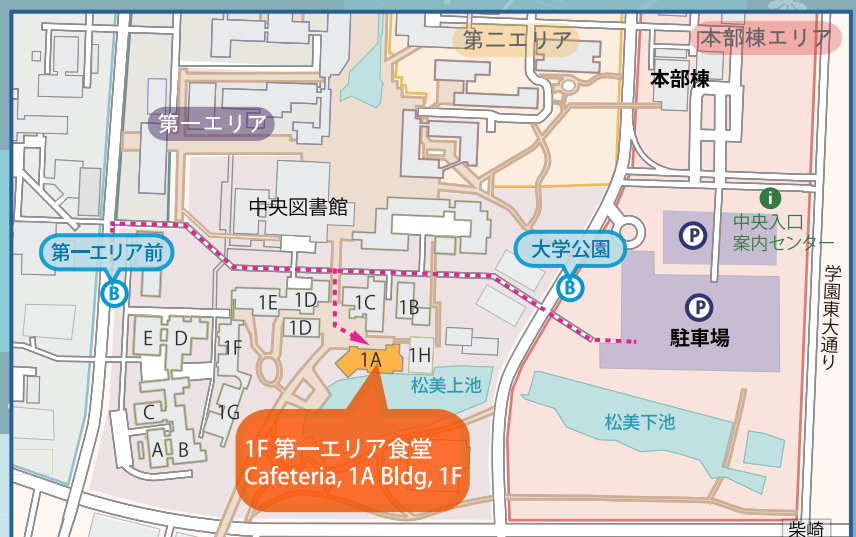 第二エリア
本部棟エリア
本部棟
第一エリア
i
中央図書館
P
中央入口
案内センター
第一エリア前
大学公園
B
B
学園東大通り
1E
1D
1C
1B
P
駐車場
1D
E
D
1F
1A
1H
松美上池
C
1G
松美下池
A
B
1F 第一エリア食堂
Cafeteria, 1A Bldg, 1F
柴崎